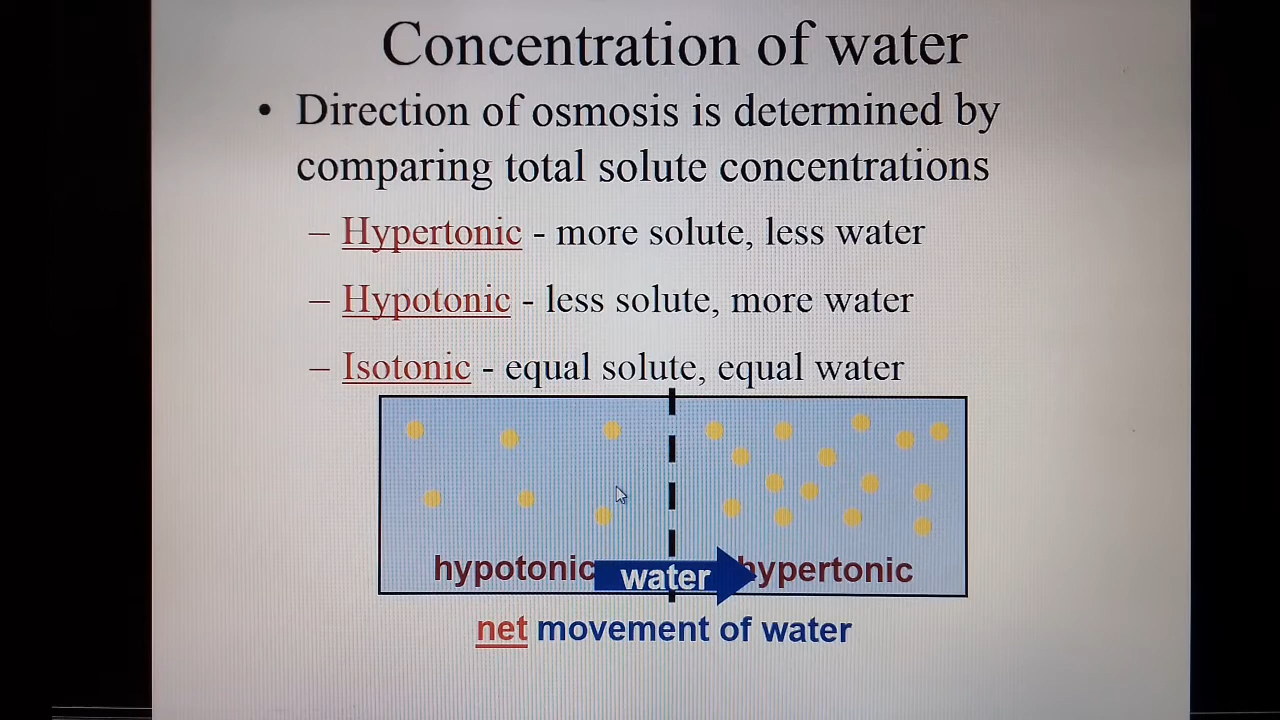 Concentration of water
• Direction of osmosis is determined by
comparing total solute concentrations
– Hypertonic - more solute, less water
– Hypotonic - less solute, more water
– Isotonic - equal solute, equal water
hypotonic water hypertonic
net movement of water